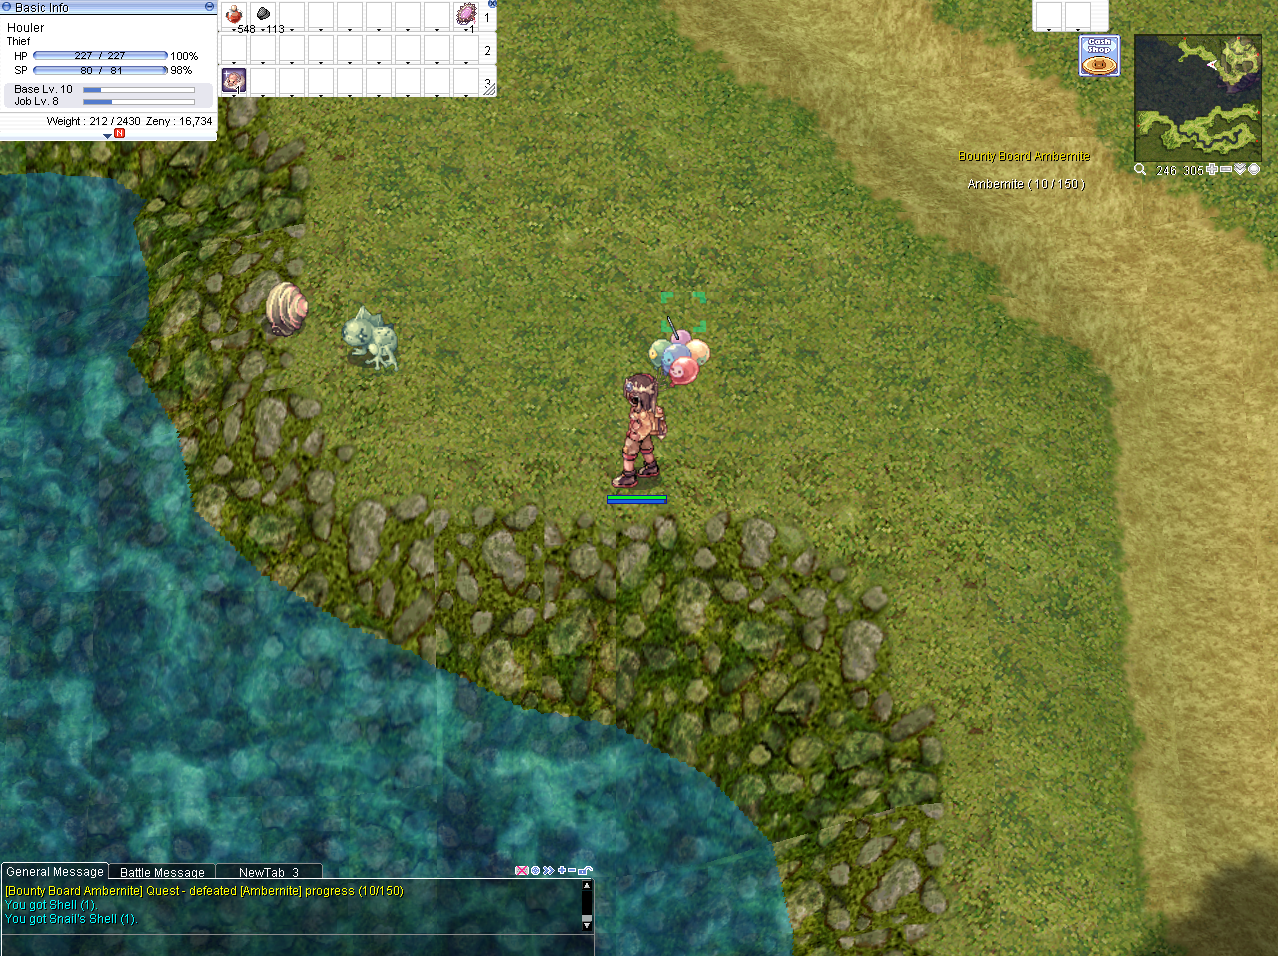 Basic Info
Houler
Thief
HP 227 / 227 100%
SP 80 / 81 98%
Base Lv. 10
Job Lv. 8
Weight : 212 / 2430 Zeny : 16,734
N
548 113 1 1
2
1 3
Cash Shop
246 305
Bounty Board Ambernite
Ambernite ( 10 / 150 )
General Message Battle Message NewTab_3
[Bounty Board Ambernite] Quest - defeated [Ambernite] progress (10/150)
You got Shell (1).
You got Snail's Shell (1).